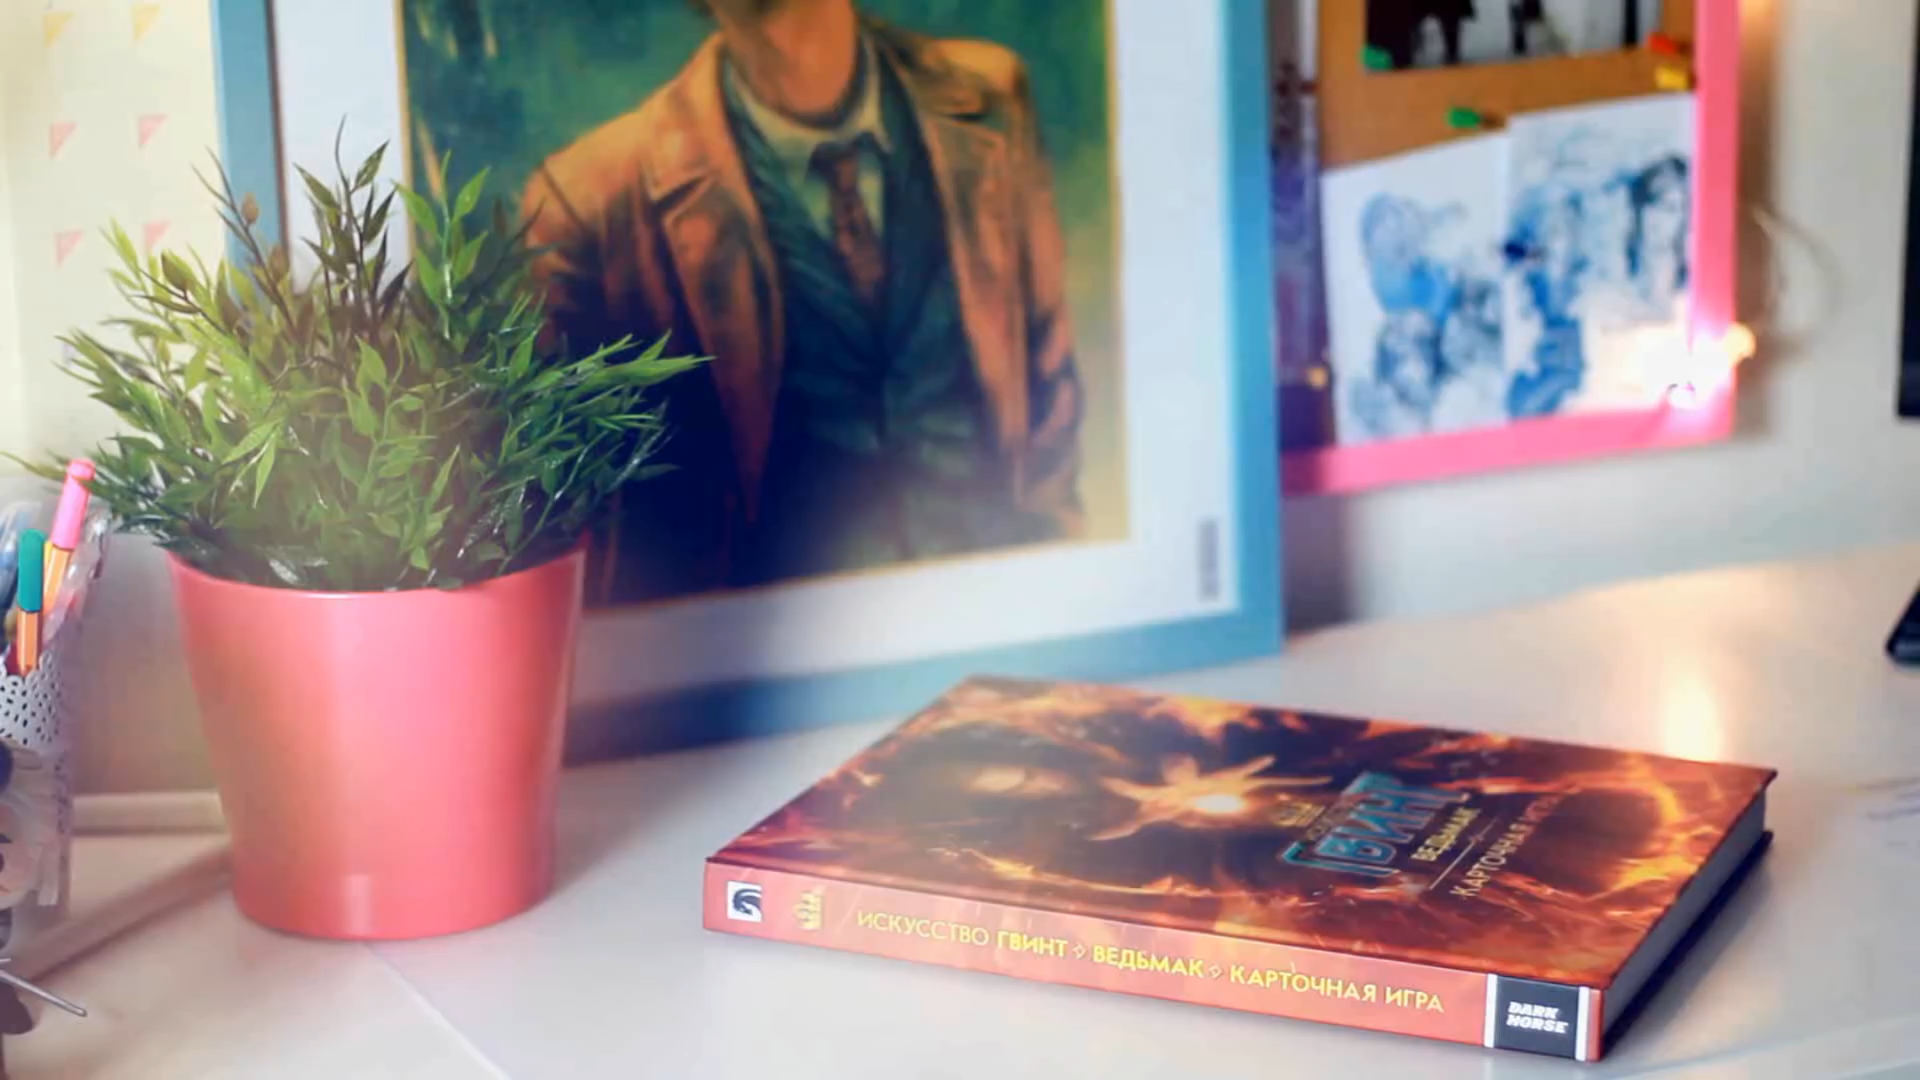 ГВИНТ
ВЕДЬМАК
КАРТОЧНАЯ ИГРА
ИСКУССТВО ГВИНТ ◇ ВЕДЬМАК ◇ КАРТОЧНАЯ ИГРА
DARK
HORSE